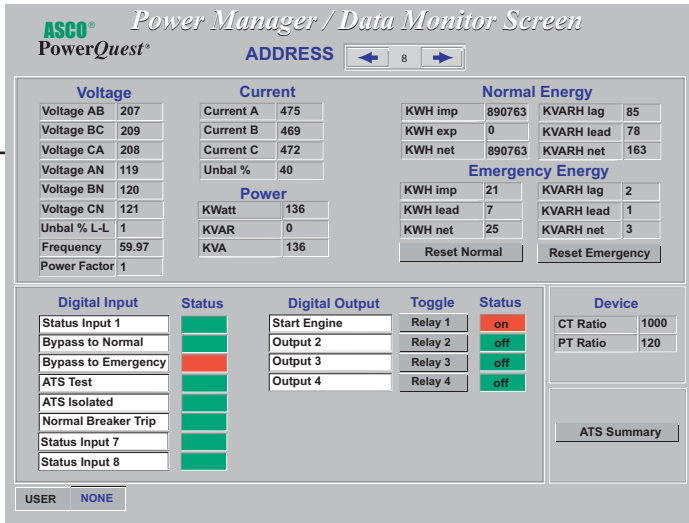 ASCO®
PowerQuest®
Power Manager / Data Monitor Screen
ADDRESS 8
Voltage
Voltage AB 207
Voltage BC 209
Voltage CA 208
Voltage AN 119
Voltage BN 120
Voltage CN 121
Unbal % L-L 1
Frequency 59.97
Power Factor 1
Current
Current A 475
Current B 469
Current C 472
Unbal % 40
Power
KWatt 136
KVAR 0
KVA 136
Normal Energy
KWH imp 890763 KVARH lag 85
KWH exp 0 KVARH lead 78
KWH net 890763 KVARH net 163
Emergency Energy
KWH imp 21 KVARH lag 2
KWH lead 7 KVARH lead 1
KWH net 25 KVARH net 3
Reset Normal Reset Emergency
Digital Input Status
Status Input 1
Bypass to Normal
Bypass to Emergency
ATS Test
ATS Isolated
Normal Breaker Trip
Status Input 7
Status Input 8
Digital Output Toggle Status
Start Engine Relay 1 on
Output 2 Relay 2 off
Output 3 Relay 3 off
Output 4 Relay 4 off
Device
CT Ratio 1000
PT Ratio 120
ATS Summary
USER NONE